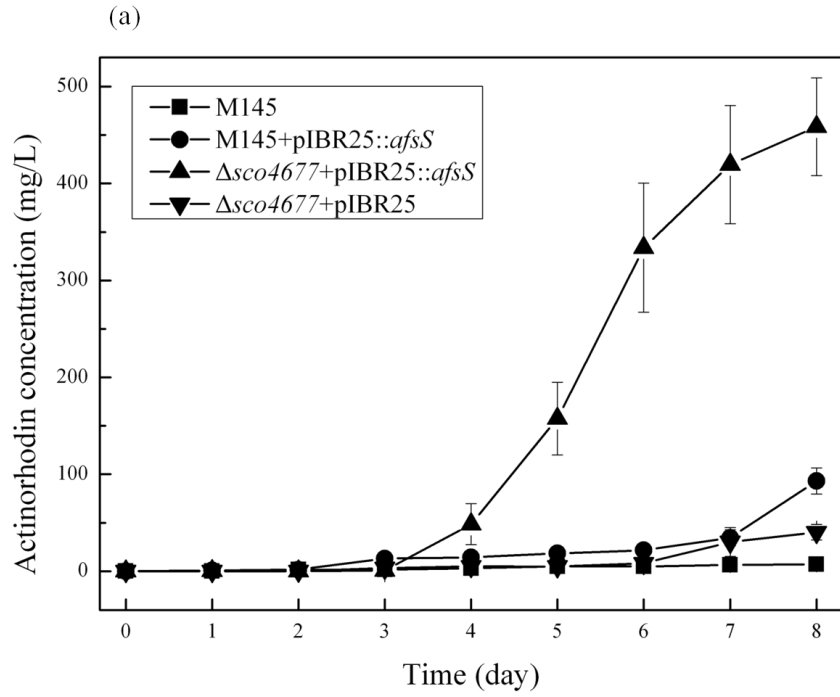 (a)
500
400
300
200
100
0
Actinorhodin concentration (mg/L)
M145
M145+pIBR25::afsS
Δsco4677+pIBR25::afsS
Δsco4677+pIBR25
0 1 2 3 4 5 6 7 8
Time (day)